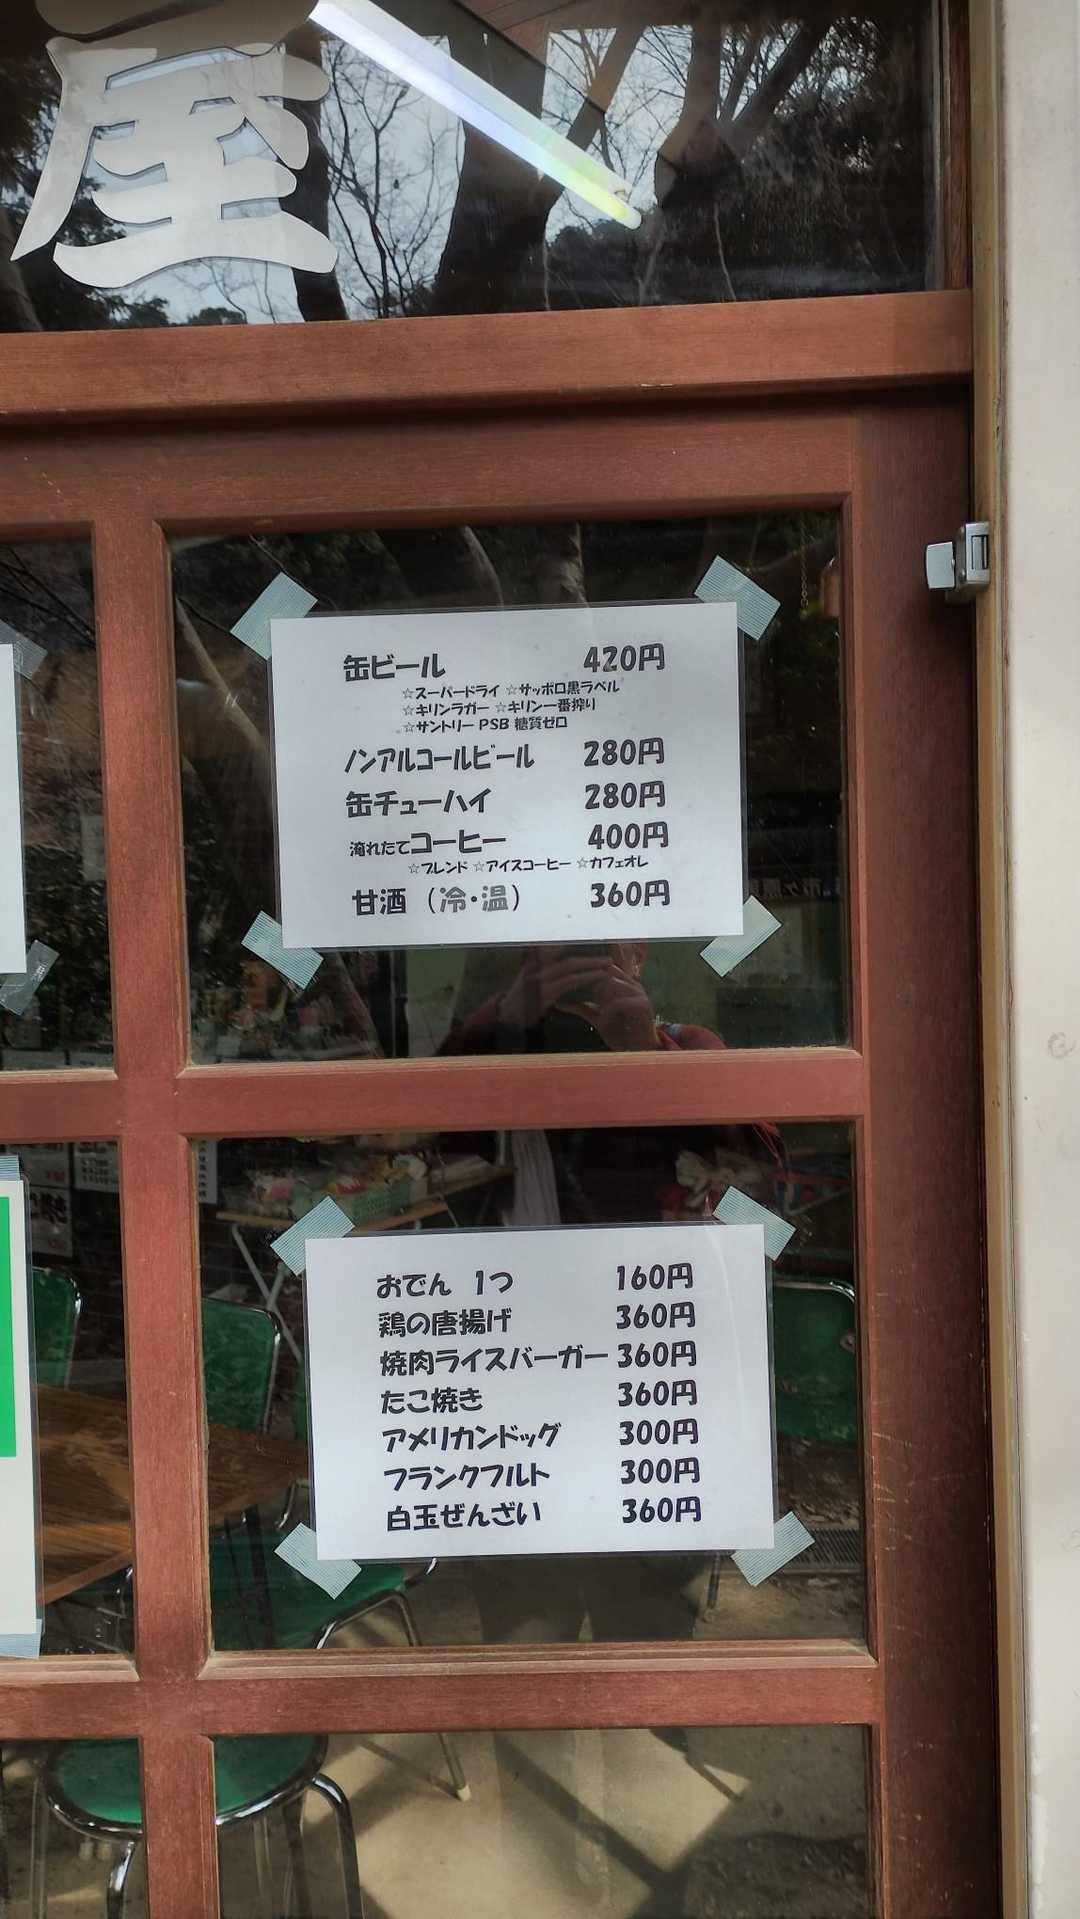 屋
缶ビール 420円
☆スーパードライ ☆サッポロ黒ラベル
☆キリンラガー ☆キリン一番搾り
☆サントリー PSB 糖質ゼロ
ノンアルコールビール 280円
缶チューハイ 280円
淹れたてコーヒー 400円
☆ブレンド ☆アイスコーヒー ☆カフェオレ
甘酒（冷・温） 360円
おでん 1つ 160円
鶏の唐揚げ 360円
焼肉ライスバーガー 360円
たこ焼き 360円
アメリカンドッグ 300円
フランクフルト 300円
白玉ぜんざい 360円